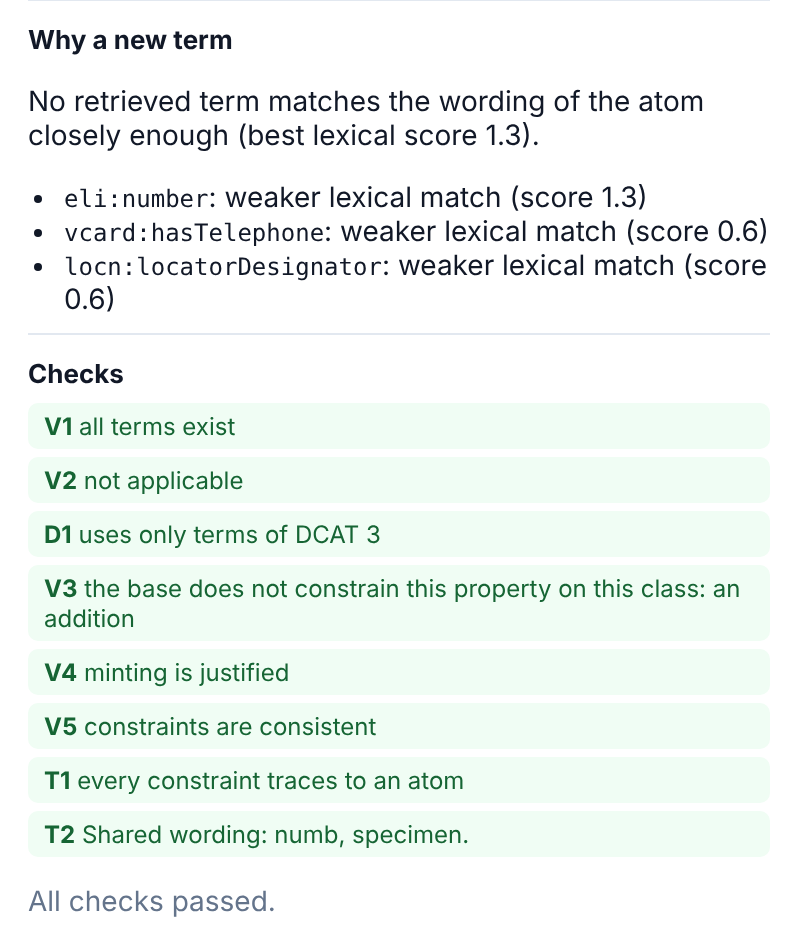 Why a new term
No retrieved term matches the wording of the atom
closely enough (best lexical score 1.3).
• eli:number: weaker lexical match (score 1.3)
• vcard:hasTelephone: weaker lexical match (score 0.6)
• locn:locatorDesignator: weaker lexical match (score
0.6)
Checks
V1 all terms exist
V2 not applicable
D1 uses only terms of DCAT 3
V3 the base does not constrain this property on this class: an
addition
V4 minting is justified
V5 constraints are consistent
T1 every constraint traces to an atom
T2 Shared wording: numb, specimen.
All checks passed.